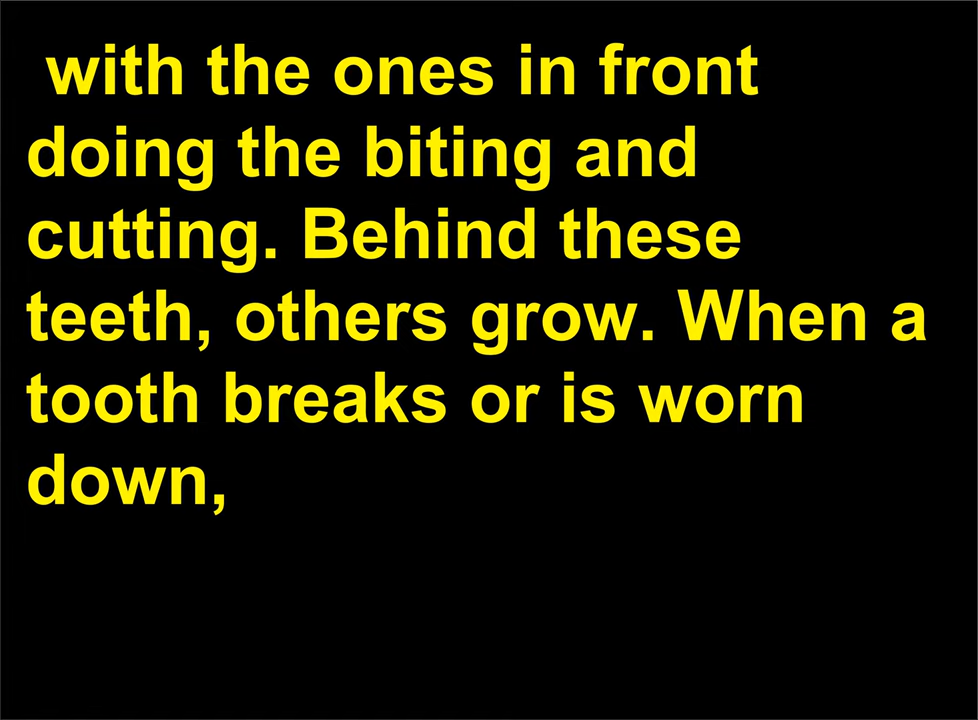 with the ones in front
doing the biting and
cutting. Behind these
teeth, others grow. When a
tooth breaks or is worn
down,